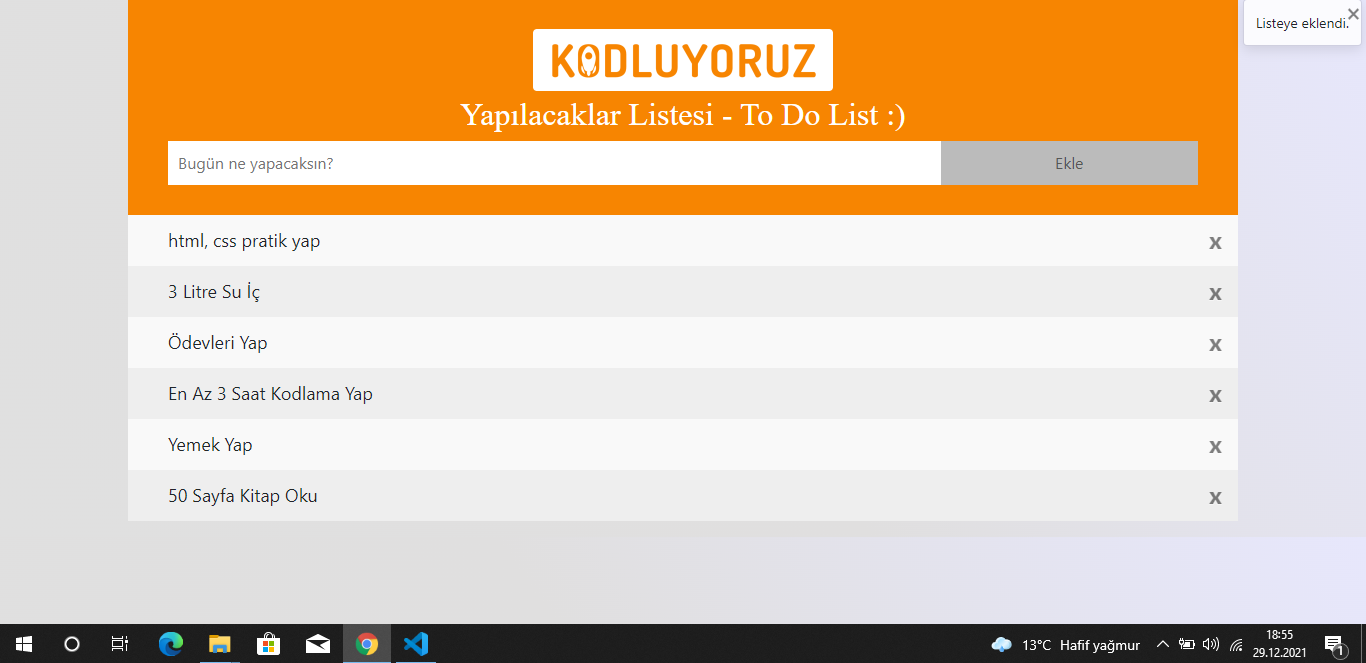 Listeye eklendi.
KODLUYORUZ
Yapılacaklar Listesi - To Do List :)
Bugün ne yapacaksın?
Ekle
html, css pratik yap
x
3 Litre Su İç
x
Ödevleri Yap
x
En Az 3 Saat Kodlama Yap
x
Yemek Yap
x
50 Sayfa Kitap Oku
x
13°C Hafif yağmur
18:55
29.12.2021
1